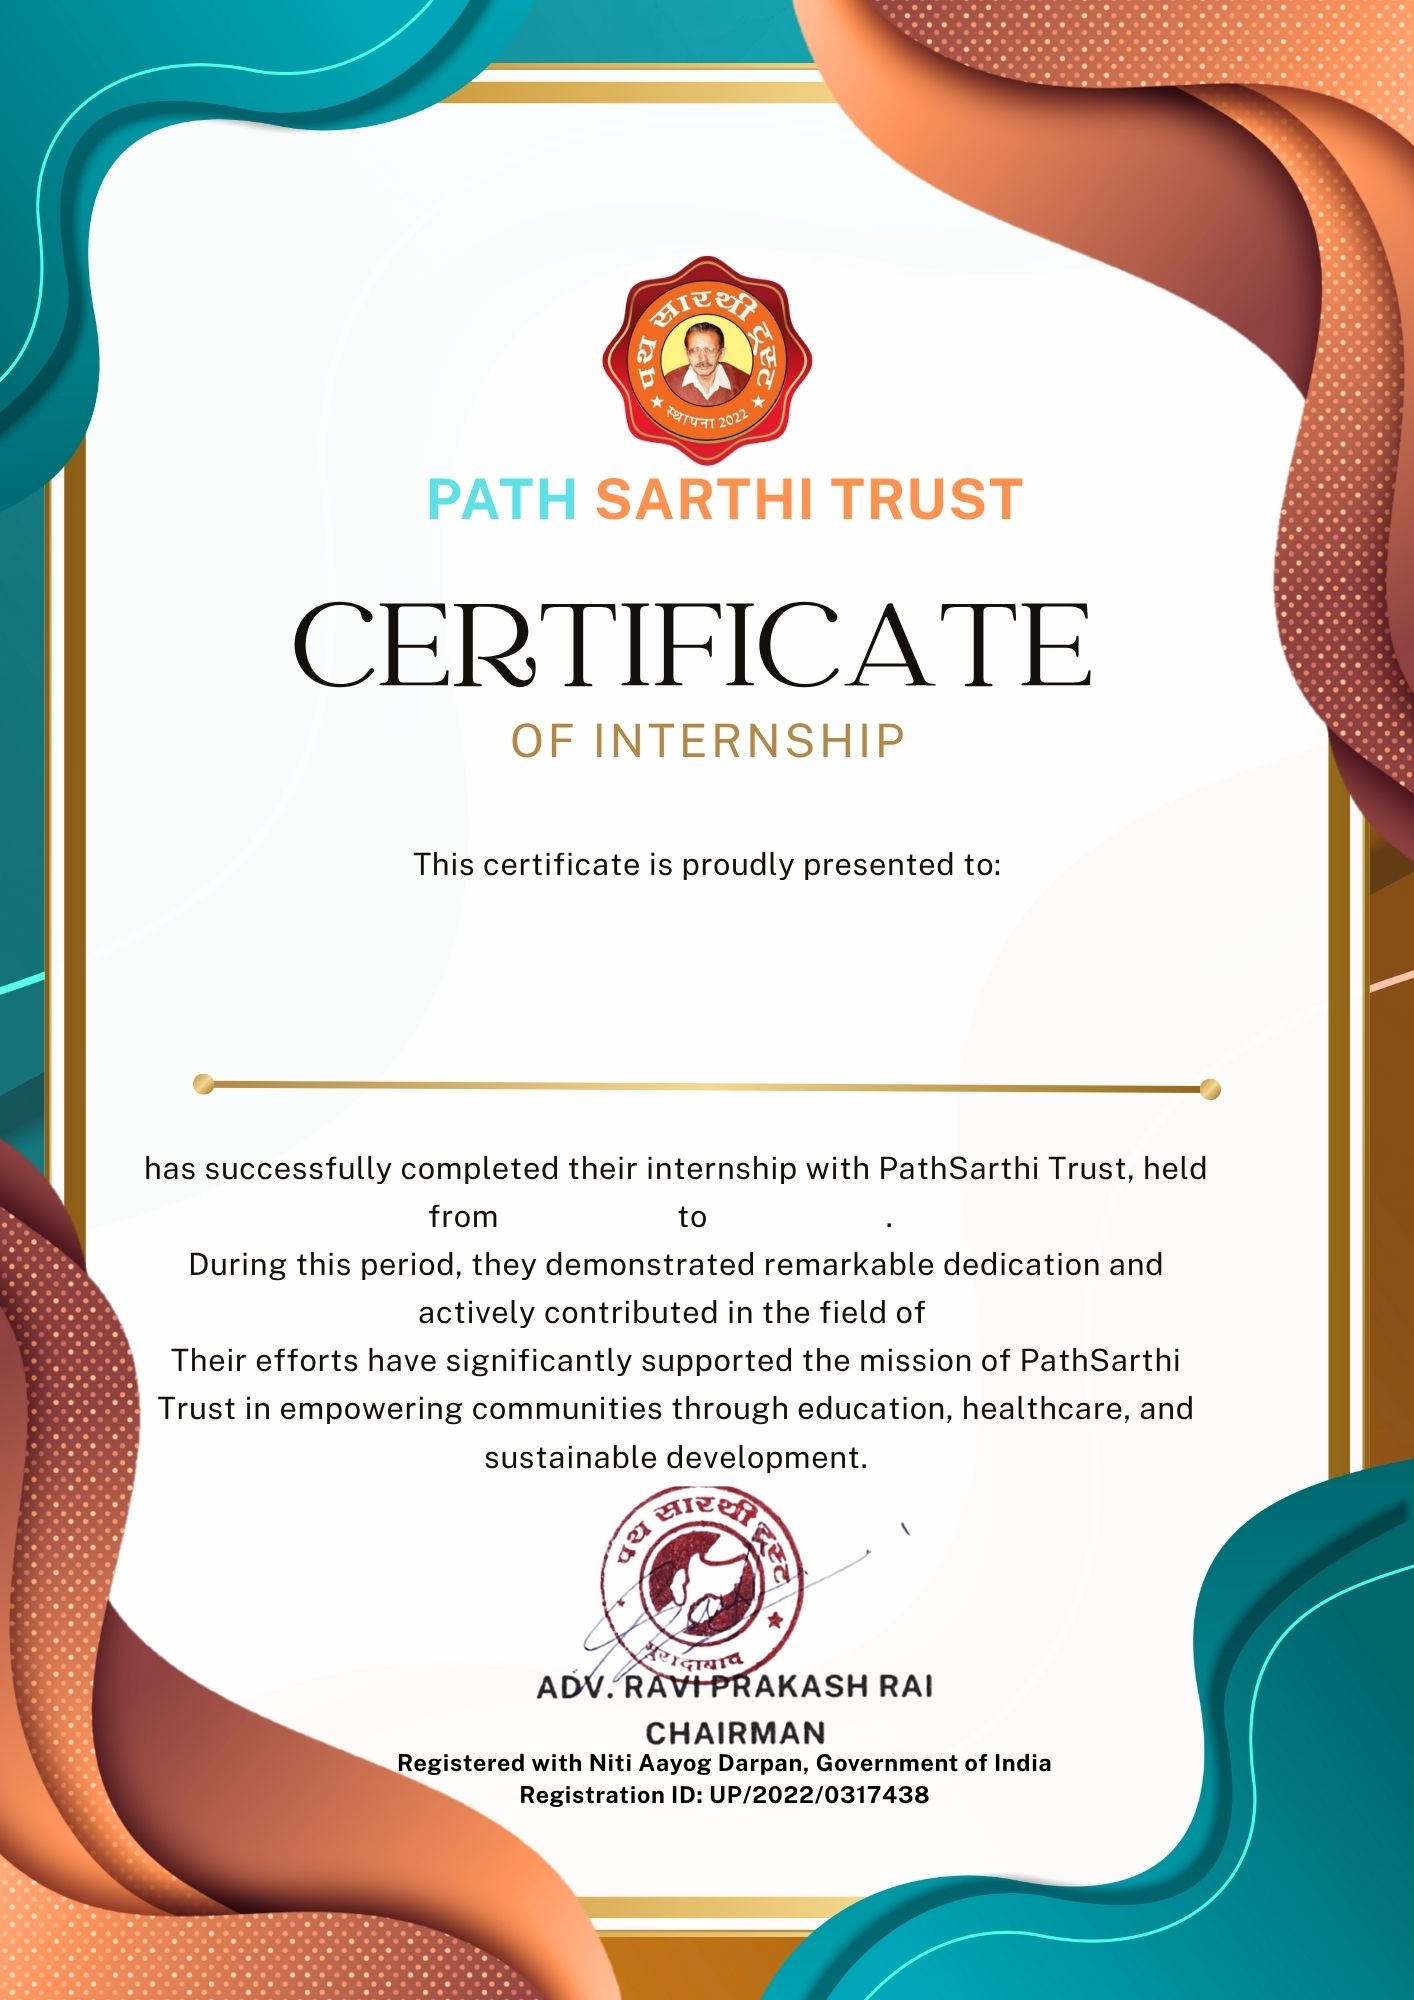 पथ सारथी ट्रस्ट
★ स्थापना 2022 ★
PATH SARTHI TRUST
CERTIFICATE
OF INTERNSHIP
This certificate is proudly presented to:
has successfully completed their internship with PathSarthi Trust, held
from to .
During this period, they demonstrated remarkable dedication and
actively contributed in the field of
Their efforts have significantly supported the mission of PathSarthi
Trust in empowering communities through education, healthcare, and
sustainable development.
पथ सारथी ट्रस्ट
मुरादाबाद
ADV. RAVI PRAKASH RAI
CHAIRMAN
Registered with Niti Aayog Darpan, Government of India
Registration ID: UP/2022/0317438